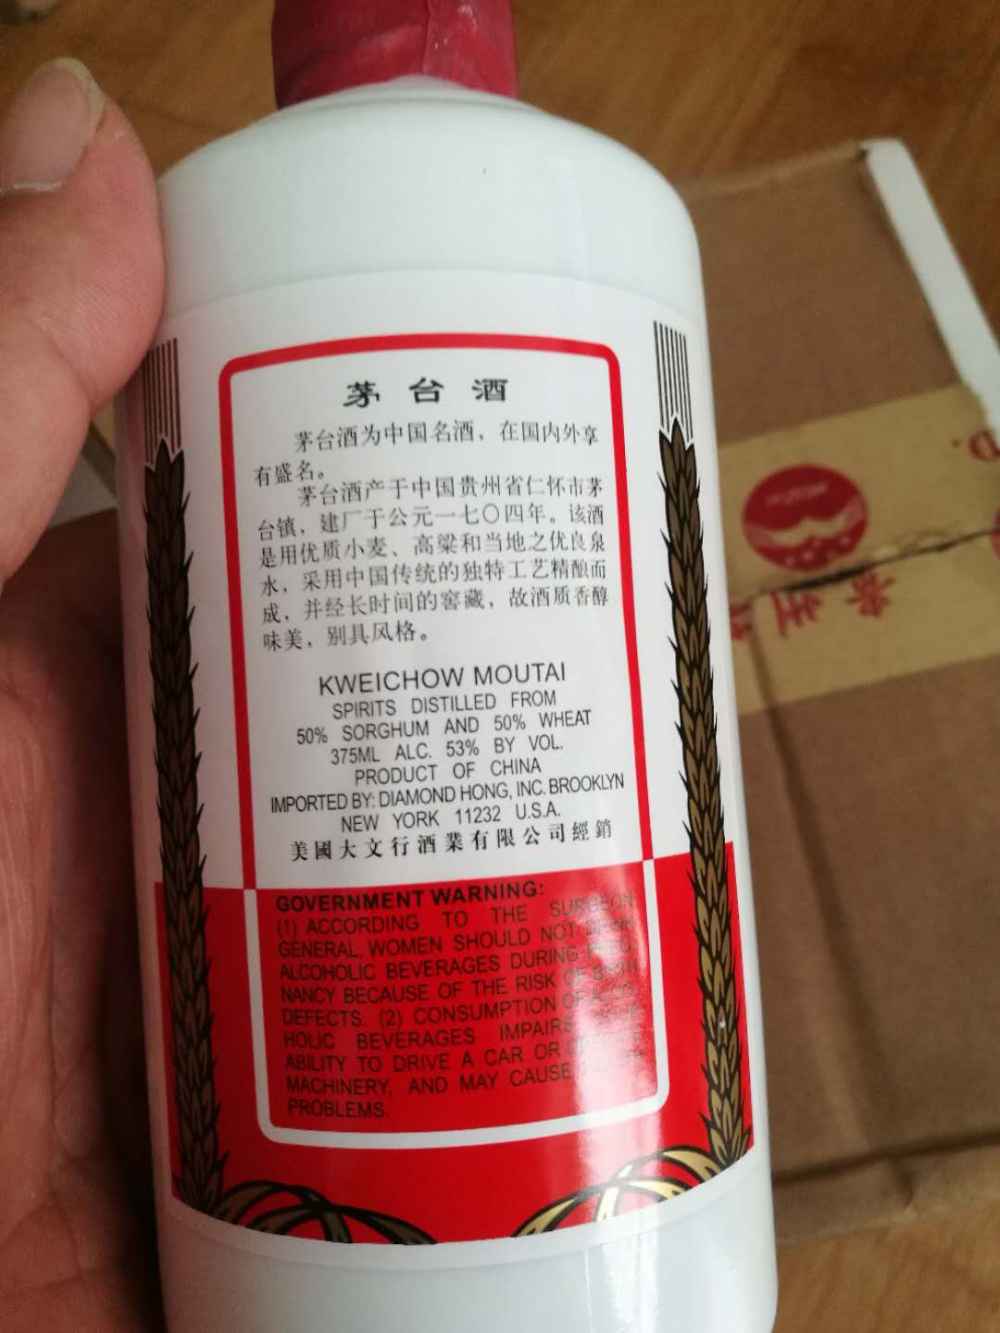 茅台酒
茅台酒为中国名酒，在国内外享
有盛名。
茅台酒产于中国贵州省仁怀市茅
台镇，建厂于公元一七〇四年。该酒
是用优质小麦、高粱和当地之优良泉
水，采用中国传统的独特工艺精酿而
成，并经长时间的窖藏，故酒质香醇
味美，别具风格。
KWEICHOW MOUTAI
SPIRITS DISTILLED FROM
50% SORGHUM AND 50% WHEAT
375ML ALC. 53% BY VOL.
PRODUCT OF CHINA
IMPORTED BY: DIAMOND HONG, INC. BROOKLYN
NEW YORK 11232 U.S.A.
美國大文行酒業有限公司經銷
GOVERNMENT WARNING:
(1) ACCORDING TO THE SURGEON
GENERAL, WOMEN SHOULD NOT
ALCOHOLIC BEVERAGES DURING
NANCY BECAUSE OF THE RISK OF
DEFECTS. (2) CONSUMPTION OF
HOLIC BEVERAGES IMPAIRS
ABILITY TO DRIVE A CAR OR
MACHINERY, AND MAY CAUSE
PROBLEMS.